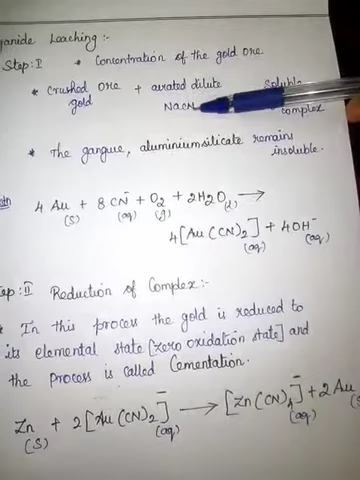 anide Leaching :-
Step : I * Concentration of the gold ore
* Crushed ore + aerated dilute Soluble
gold NaCN complex
* The gangue, aluminiumsilicate remains
insoluble.
4 Au (s) + 8 CN⁻ (aq) + O2 (g) + 2H2O (l) →
4[Au(CN)2]⁻ (aq) + 4OH⁻ (aq)
ep : II Reduction of Complex :-
* In this process the gold is reduced to
its elemental state [zero oxidation state] and
the process is called Cementation.
Zn (s) + 2[Au(CN)2]⁻ (aq) → [Zn(CN)4]⁻ (aq) + 2Au